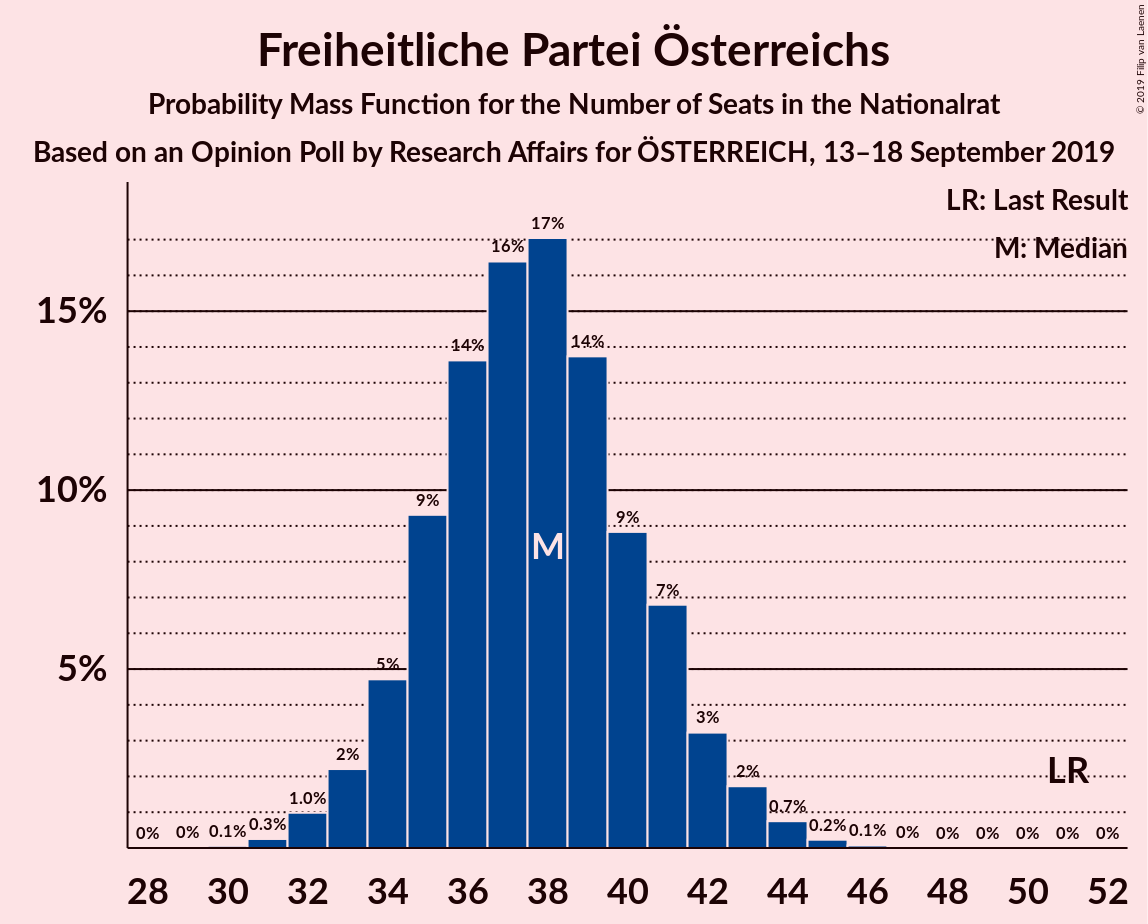 Freiheitliche Partei Österreichs
Probability Mass Function for the Number of Seats in the Nationalrat
Based on an Opinion Poll by Research Affairs for ÖSTERREICH, 13–18 September 2019
© 2019 Filip van Laenen
LR: Last Result
M: Median
15%
10%
5%
0% 0% 0.1% 0.3% 1.0% 2% 5% 9% 14% 16% 17% 14% 9% 7% 3% 2% 0.7% 0.2% 0.1% 0% 0% 0% 0% 0% 0%
M
LR
28 30 32 34 36 38 40 42 44 46 48 50 52